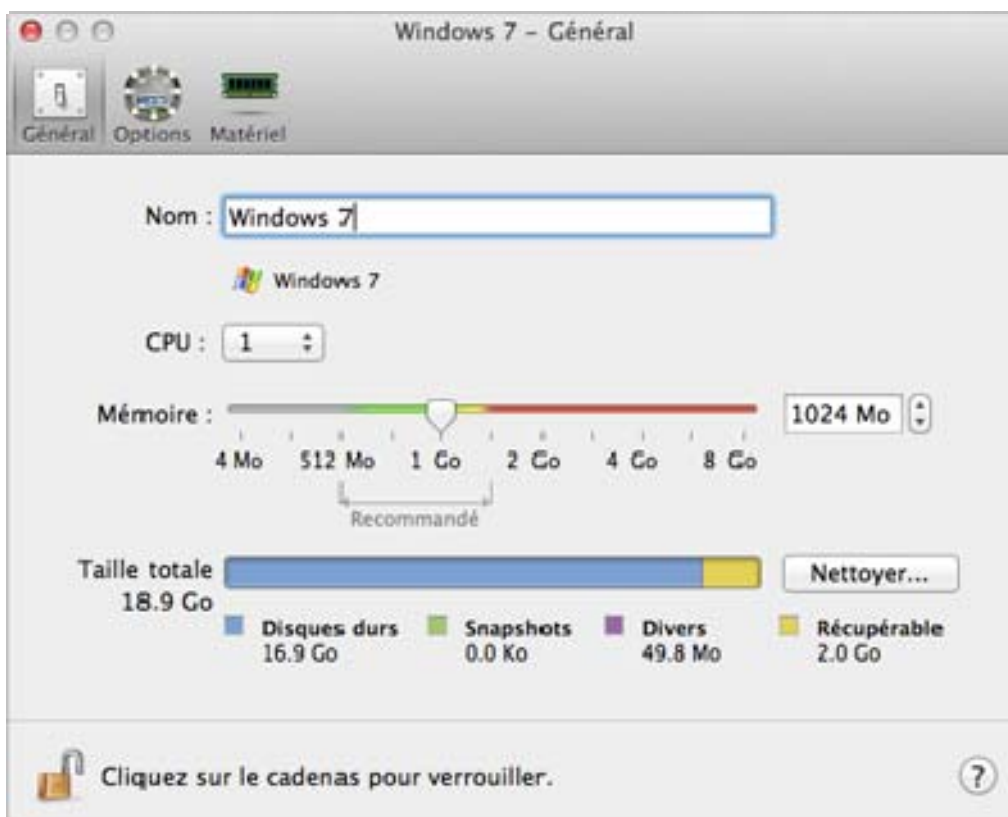 Windows 7 – Général
Général Options Matériel
Nom : Windows 7
Windows 7
CPU : 1
Mémoire : 1024 Mo
4 Mo 512 Mo 1 Go 2 Go 4 Go 8 Go
Recommandé
Taille totale Nettoyer...
18.9 Go
Disques durs Snapshots Divers Récupérable
16.9 Go 0.0 Ko 49.8 Mo 2.0 Go
Cliquez sur le cadenas pour verrouiller. ?